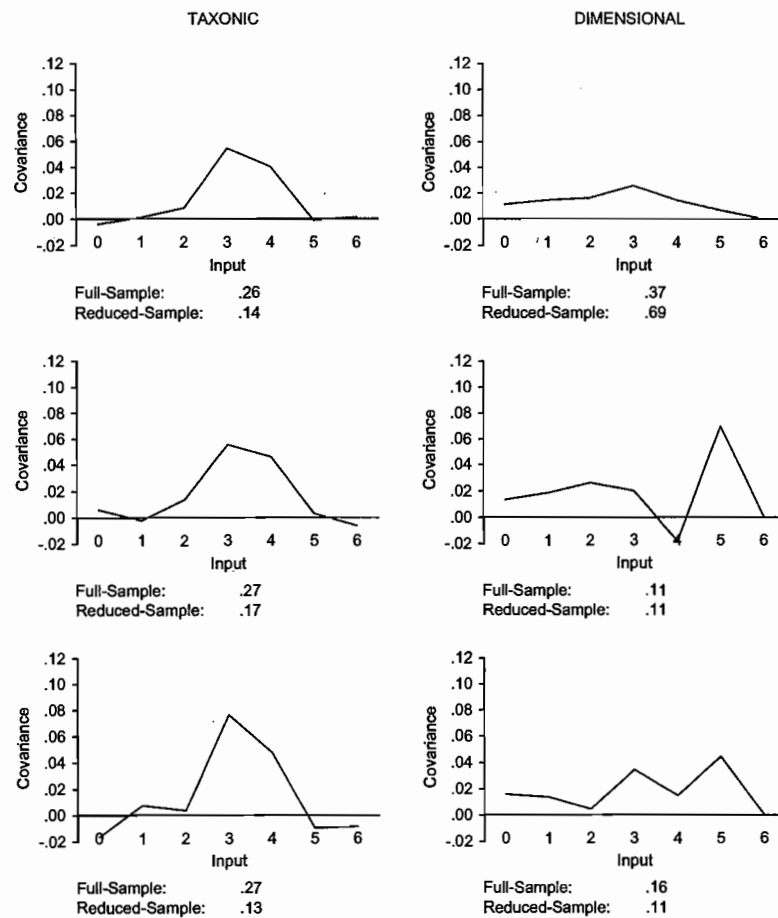 TAXONIC
DIMENSIONAL
.12
.10
.08
.06
.04
.02
.00
-.02
Covariance
0 1 2 3 4 5 6
Input
Full-Sample: .26
Reduced-Sample: .14
.12
.10
.08
.06
.04
.02
.00
-.02
Covariance
0 1 2 3 4 5 6
Input
Full-Sample: .37
Reduced-Sample: .69
.12
.10
.08
.06
.04
.02
.00
-.02
Covariance
0 1 2 3 4 5 6
Input
Full-Sample: .27
Reduced-Sample: .17
.12
.10
.08
.06
.04
.02
.00
-.02
Covariance
0 1 2 3 4 5 6
Input
Full-Sample: .11
Reduced-Sample: .11
.12
.10
.08
.06
.04
.02
.00
-.02
Covariance
0 1 2 3 4 5 6
Input
Full-Sample: .27
Reduced-Sample: .13
.12
.10
.08
.06
.04
.02
.00
-.02
Covariance
0 1 2 3 4 5 6
Input
Full-Sample: .16
Reduced-Sample: .11